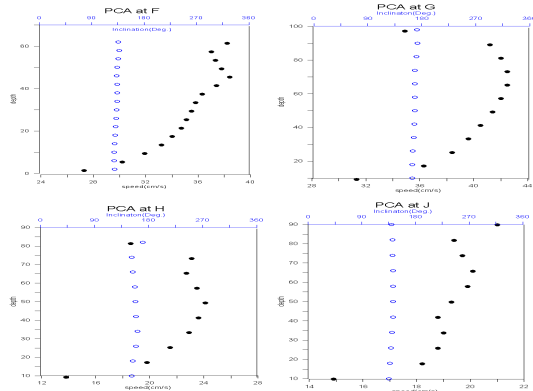 PCA at F
0 90 180 270 360
Inclination(Deg.)
60
40
20
0
depth
24 28 32 36 40
speed(cm/s)
PCA at G
0 90 180 270 360
Inclination(Deg.)
100
80
60
40
20
depth
28 32 36 40 44
speed(cm/s)
PCA at H
0 90 180 270 360
Inclination(Deg.)
90
80
70
60
50
40
30
20
10
depth
12 16 20 24 28
speed(cm/s)
PCA at J
0 90 180 270 360
Inclination(Deg.)
90
80
70
60
50
40
30
20
10
depth
14 16 18 20 22
speed(cm/s)